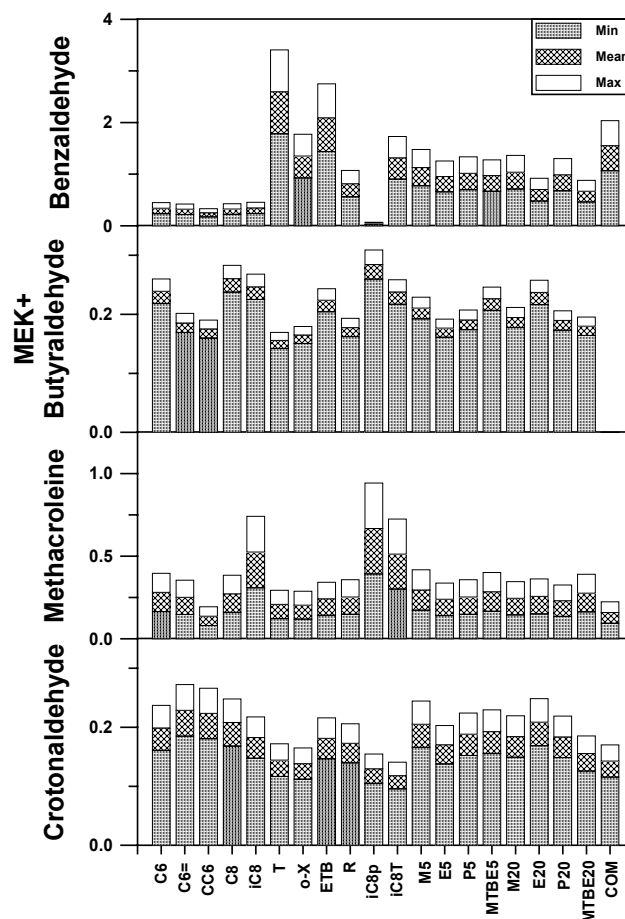 4
Min
Mean
Max
2
0
Benzaldehyde
0.2
0.0
MEK+
Butyraldehyde
1.0
0.5
0.0
Methacroleine
0.2
0.0
Crotonaldehyde
C6
C6=
CC6
C8
iC8
T
o-X
ETB
R
iC8p
iC8T
M5
E5
P5
MTBE5
M20
E20
P20
MTBE20
COM